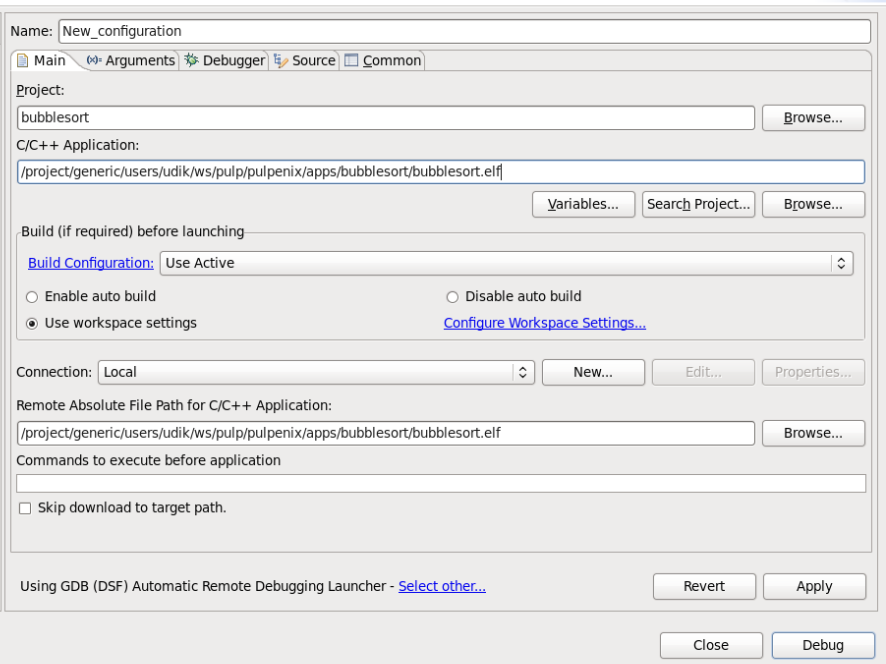 Name: New_configuration
Main (x)= Arguments Debugger Source Common
Project:
bubblesort Browse...
C/C++ Application:
/project/generic/users/udik/ws/pulp/pulpenix/apps/bubblesort/bubblesort.elf
Variables... Search Project... Browse...
Build (if required) before launching
Build Configuration: Use Active
Enable auto build Disable auto build
Use workspace settings Configure Workspace Settings...
Connection: Local New... Edit... Properties...
Remote Absolute File Path for C/C++ Application:
/project/generic/users/udik/ws/pulp/pulpenix/apps/bubblesort/bubblesort.elf Browse...
Commands to execute before application
Skip download to target path.
Using GDB (DSF) Automatic Remote Debugging Launcher - Select other... Revert Apply
Close Debug